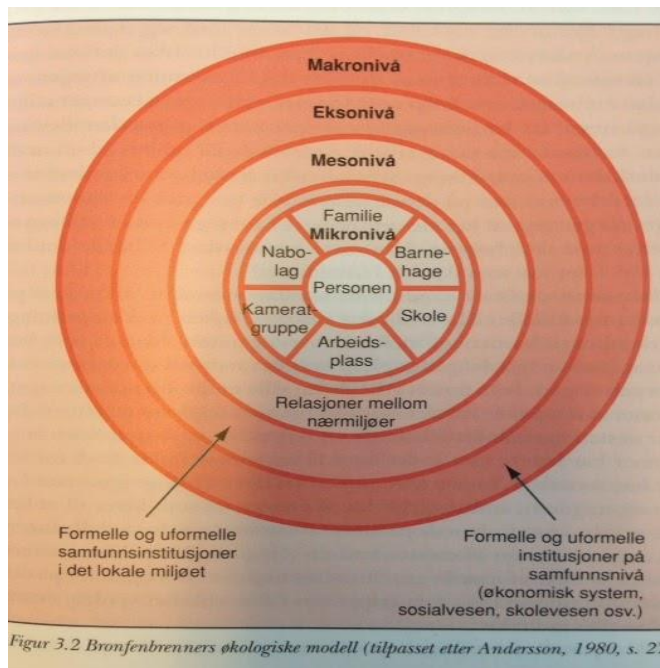 Makronivå
Eksonivå
Mesonivå
Familie
Mikronivå
Nabo-
lag
Barne-
hage
Personen
Kamerat-
gruppe
Skole
Arbeids-
plass
Relasjoner mellom
nærmiljøer
Formelle og uformelle
samfunnsinstitusjoner
i det lokale miljøet
Formelle og uformelle
institusjoner på
samfunnsnivå
(økonomisk system,
sosialvesen, skolevesen osv.)
Figur 3.2 Bronfenbrenners økologiske modell (tilpasset etter Andersson, 1980, s.